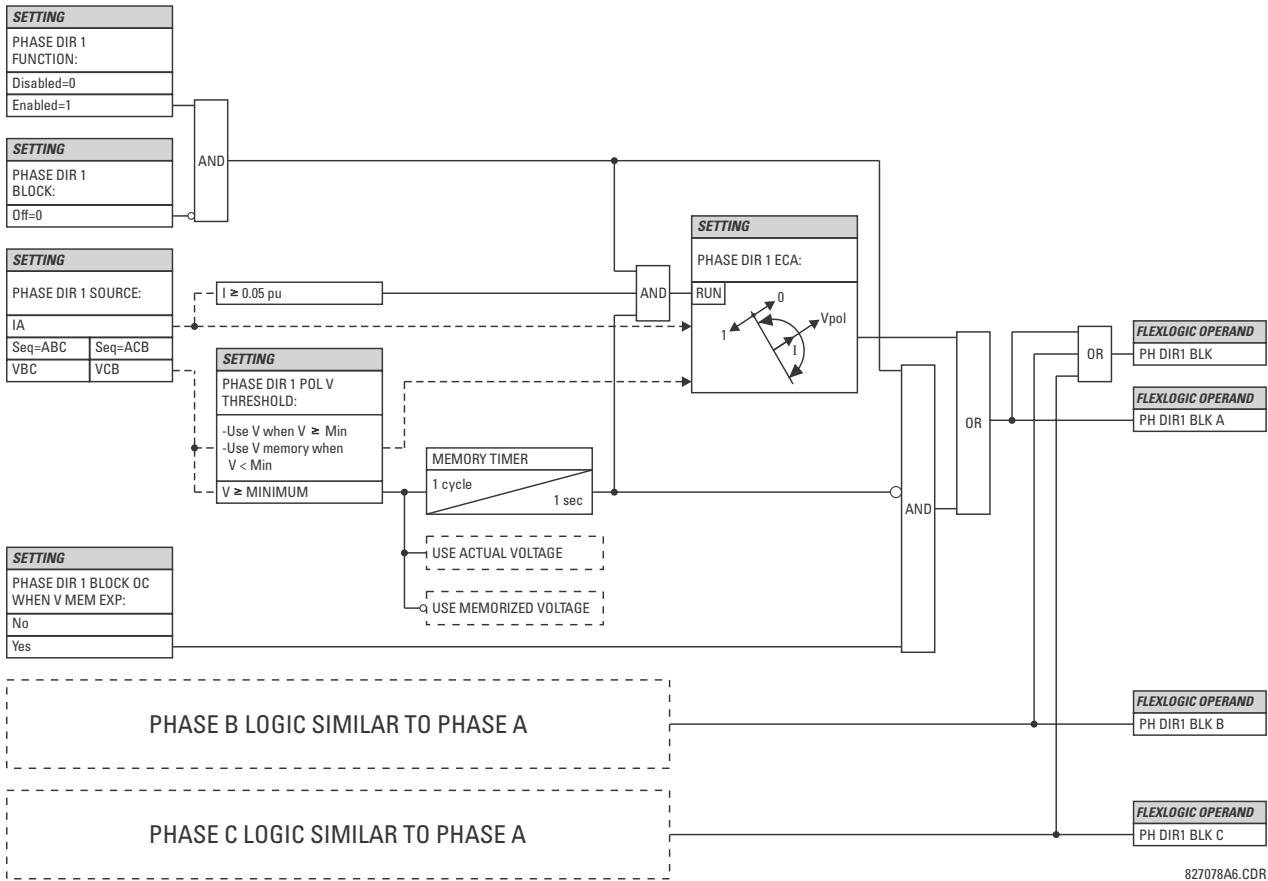 SETTING
PHASE DIR 1
FUNCTION:
Disabled=0
Enabled=1
AND
SETTING
PHASE DIR 1
BLOCK:
Off=0
SETTING
PHASE DIR 1 SOURCE:
IA
Seq=ABC Seq=ACB
VBC VCB
I ≥ 0.05 pu
SETTING
PHASE DIR 1 POL V
THRESHOLD:
-Use V when V ≥ Min
-Use V memory when
V < Min
V ≥ MINIMUM
MEMORY TIMER
1 cycle
1 sec
USE ACTUAL VOLTAGE
USE MEMORIZED VOLTAGE
AND
SETTING
PHASE DIR 1 ECA:
RUN
0
1
Vpol
I
AND
OR
OR
FLEXLOGIC OPERAND
PH DIR1 BLK
FLEXLOGIC OPERAND
PH DIR1 BLK A
SETTING
PHASE DIR 1 BLOCK OC
WHEN V MEM EXP:
No
Yes
PHASE B LOGIC SIMILAR TO PHASE A
FLEXLOGIC OPERAND
PH DIR1 BLK B
PHASE C LOGIC SIMILAR TO PHASE A
FLEXLOGIC OPERAND
PH DIR1 BLK C
827078A6.CDR